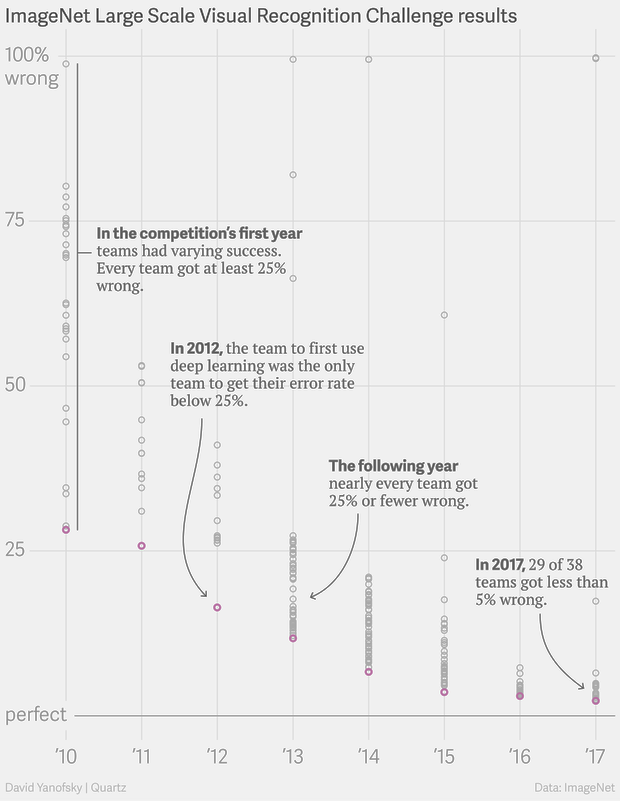 ImageNet Large Scale Visual Recognition Challenge results
100%
wrong
75
In the competition's first year
teams had varying success.
Every team got at least 25%
wrong.
In 2012, the team to first use
deep learning was the only
team to get their error rate
below 25%.
50
The following year
nearly every team got
25% or fewer wrong.
25
In 2017, 29 of 38
teams got less than
5% wrong.
perfect
'10 '11 '12 '13 '14 '15 '16 '17
David Yanofsky | Quartz Data: ImageNet